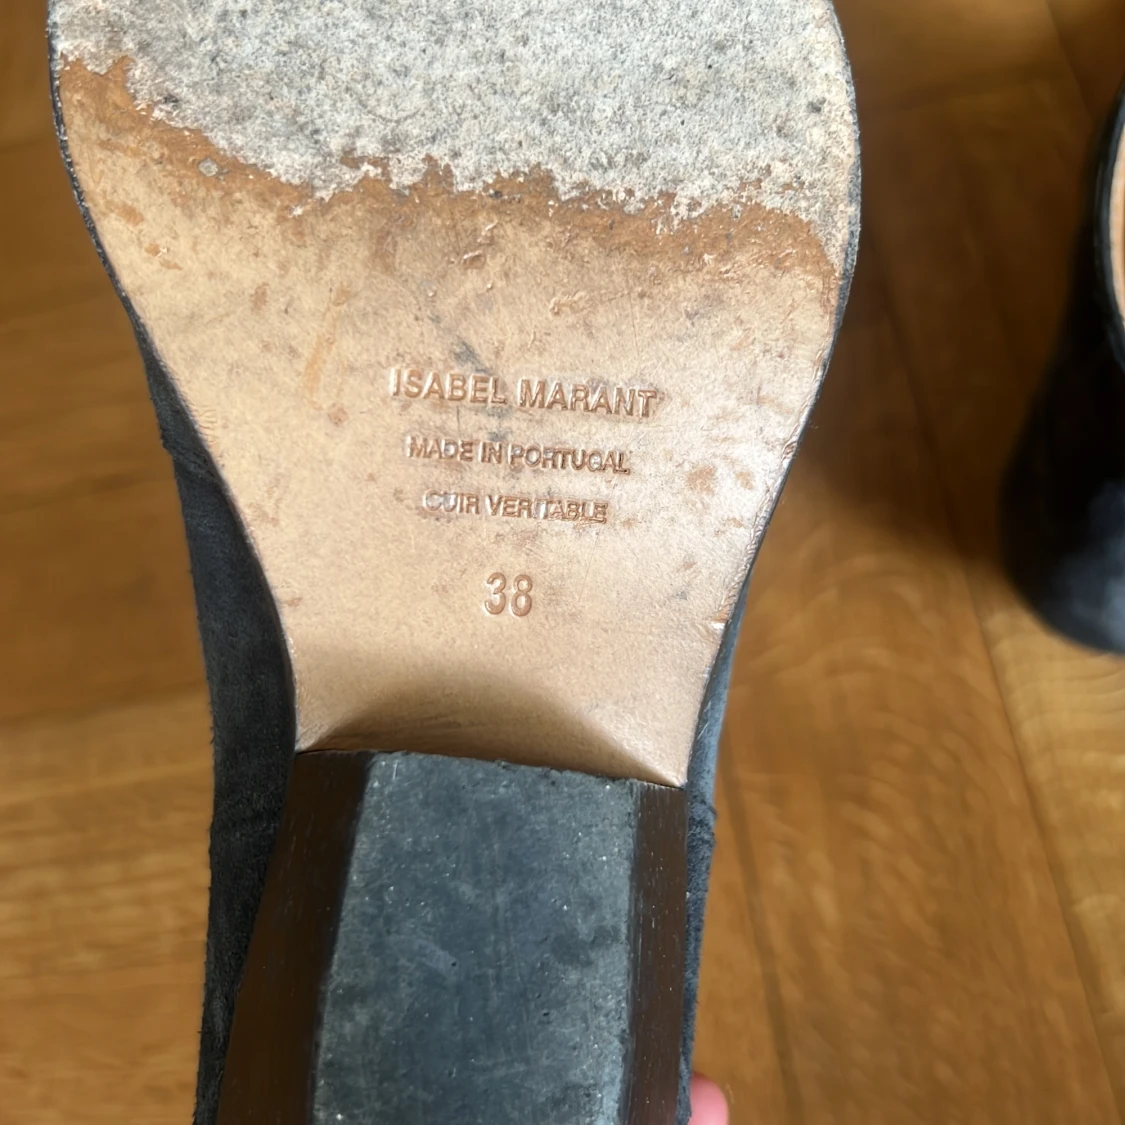 ISABEL MARANT
MADE IN PORTUGAL
CUIR VERITABLE
38